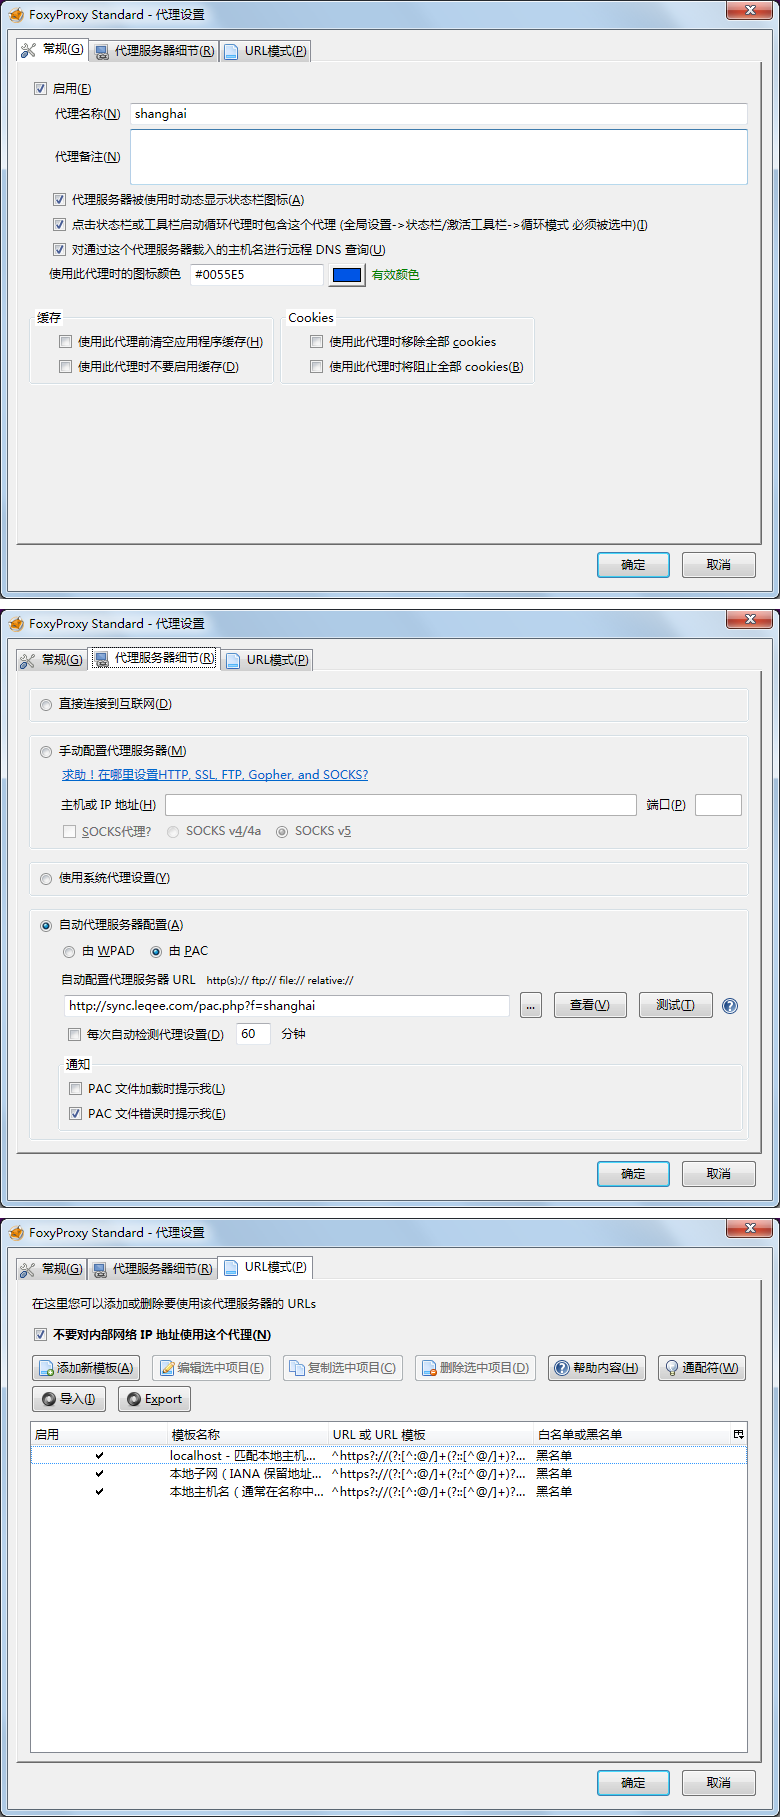 FoxyProxy Standard - 代理设置
常规(G) 代理服务器细节(R) URL模式(P)
启用(E)
代理名称(N) shanghai
代理备注(N)
代理服务器被使用时动态显示状态栏图标(A)
点击状态栏或工具栏启动循环代理时包含这个代理 (全局设置->状态栏/激活工具栏->循环模式 必须被选中)(I)
对通过这个代理服务器载入的主机名进行远程 DNS 查询(U)
使用此代理时的图标颜色 #0055E5 有效颜色
缓存 Cookies
使用此代理前清空应用程序缓存(H) 使用此代理时移除全部 cookies
使用此代理时不要启用缓存(D) 使用此代理时将阻止全部 cookies(B)
确定 取消
FoxyProxy Standard - 代理设置
常规(G) 代理服务器细节(R) URL模式(P)
直接连接到互联网(D)
手动配置代理服务器(M)
求助！在哪里设置HTTP, SSL, FTP, Gopher, and SOCKS?
主机或 IP 地址(H) 端口(P)
SOCKS代理? SOCKS v4/4a SOCKS v5
使用系统代理设置(Y)
自动代理服务器配置(A)
由 WPAD 由 PAC
自动配置代理服务器 URL http(s):// ftp:// file:// relative://
http://sync.leqee.com/pac.php?f=shanghai ... 查看(V) 测试(T) ?
每次自动检测代理设置(D) 60 分钟
通知
PAC 文件加载时提示我(L)
PAC 文件错误时提示我(E)
确定 取消
FoxyProxy Standard - 代理设置
常规(G) 代理服务器细节(R) URL模式(P)
在这里您可以添加或删除要使用该代理服务器的 URLs
不要对内部网络 IP 地址使用这个代理(N)
添加新模板(A) 编辑选中项目(E) 复制选中项目(C) 删除选中项目(D) 帮助内容(H) 通配符(W)
导入(I) Export
启用 模板名称 URL 或 URL 模板 白名单或黑名单
localhost - 匹配本地主机... ^https?://(?:[^:@/]+(?::[^@/]+)?... 黑名单
本地子网 ( IANA 保留地址... ^https?://(?:[^:@/]+(?::[^@/]+)?... 黑名单
本地主机名 ( 通常在名称中... ^https?://(?:[^:@/]+(?::[^@/]+)?... 黑名单
确定 取消